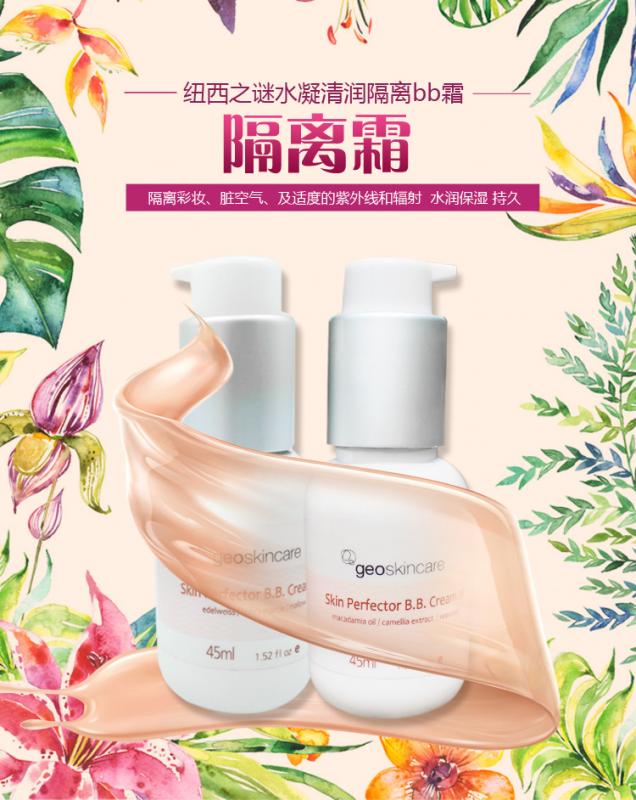 纽西之谜水凝清润隔离bb霜
隔离霜
隔离彩妆、脏空气、及适度的紫外线和辐射 水润保湿 持久
geoskincare
Skin Perfector B.B. Cream
edelweiss
45ml 1.52 fl oz e
geoskincare
Skin Perfector B.B. Cream
macadamia oil / camellia extract /
45ml